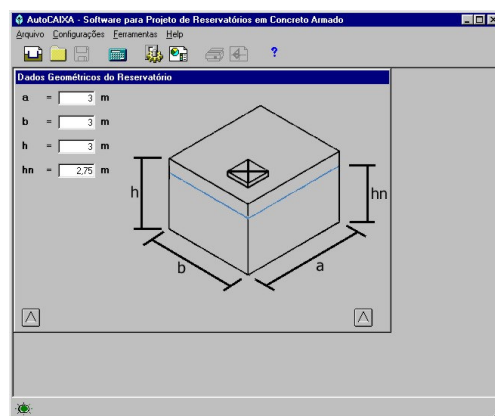 AutoCAIXA - Software para Projeto de Reservatórios em Concreto Armado
Arquivo Configurações Ferramentas Help
?
Dados Geométricos do Reservatório
a = 3 m
b = 3 m
h = 3 m
hn = 2,75 m
h
hn
b
a